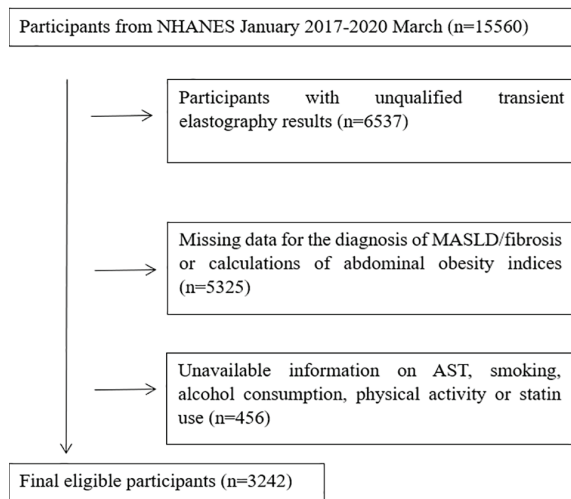 Participants from NHANES January 2017-2020 March (n=15560)
Participants with unqualified transient
elastography results (n=6537)
Missing data for the diagnosis of MASLD/fibrosis
or calculations of abdominal obesity indices
(n=5325)
Unavailable information on AST, smoking,
alcohol consumption, physical activity or statin
use (n=456)
Final eligible participants (n=3242)